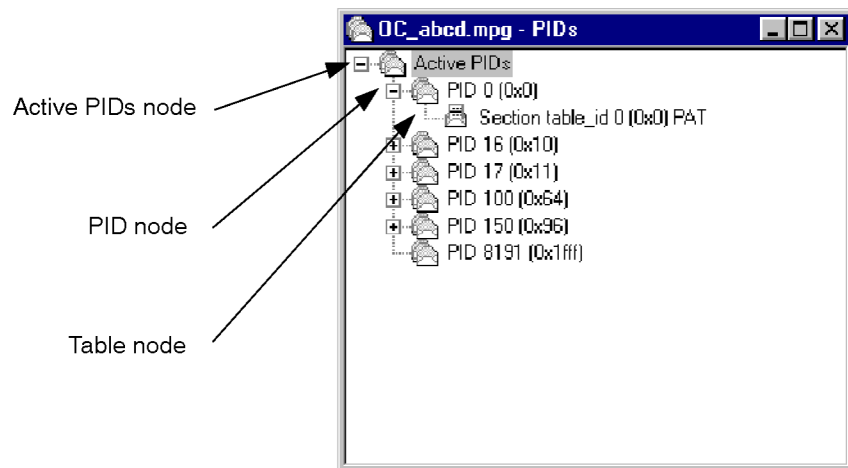 OC_abcd.mpg - PIDs
Active PIDs
PID 0 (0x0)
Section table_id 0 (0x0) PAT
PID 16 (0x10)
PID 17 (0x11)
PID 100 (0x64)
PID 150 (0x96)
PID 8191 (0x1fff)
Active PIDs node
PID node
Table node